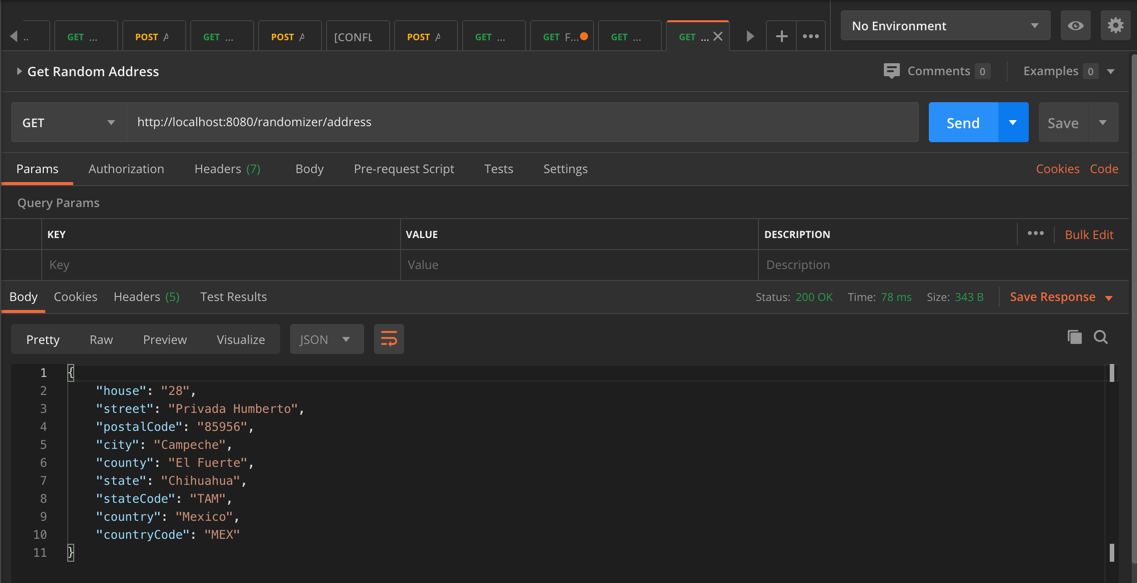 .. GET ... POST A GET ... POST A [CONFL POST A GET ... GET F... GET ... GET ... No Environment
Get Random Address Comments 0 Examples 0
GET http://localhost:8080/randomizer/address Send Save
Params Authorization Headers (7) Body Pre-request Script Tests Settings Cookies Code
Query Params
KEY VALUE DESCRIPTION ••• Bulk Edit
Key Value Description
Body Cookies Headers (5) Test Results Status: 200 OK Time: 78 ms Size: 343 B Save Response
Pretty Raw Preview Visualize JSON
1 {
2 "house": "28",
3 "street": "Privada Humberto",
4 "postalCode": "85956",
5 "city": "Campeche",
6 "county": "El Fuerte",
7 "state": "Chihuahua",
8 "stateCode": "TAM",
9 "country": "Mexico",
10 "countryCode": "MEX"
11 }